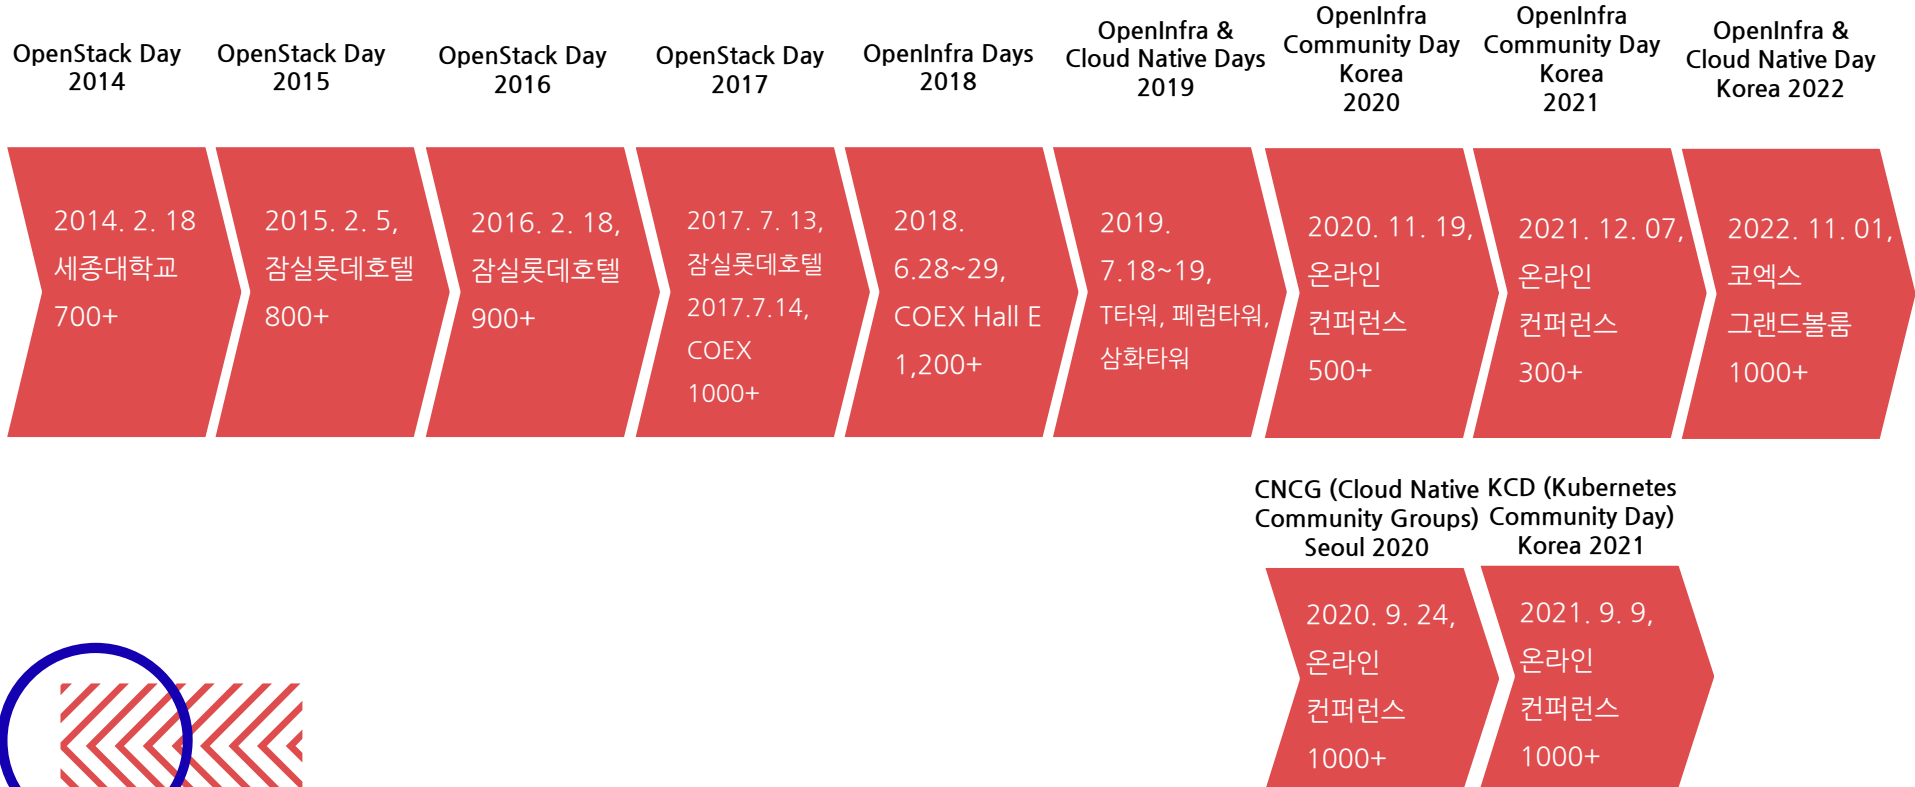 OpenStack Day
2014
OpenStack Day
2015
OpenStack Day
2016
OpenStack Day
2017
OpenInfra Days
2018
OpenInfra &
Cloud Native Days
2019
OpenInfra
Community Day
Korea
2020
OpenInfra
Community Day
Korea
2021
OpenInfra &
Cloud Native Day
Korea 2022
2014. 2. 18
세종대학교
700+
2015. 2. 5,
잠실롯데호텔
800+
2016. 2. 18,
잠실롯데호텔
900+
2017. 7. 13,
잠실롯데호텔
2017.7.14,
COEX
1000+
2018.
6.28~29,
COEX Hall E
1,200+
2019.
7.18~19,
T타워, 페럼타워,
삼화타워
2020. 11. 19,
온라인
컨퍼런스
500+
2021. 12. 07,
온라인
컨퍼런스
300+
2022. 11. 01,
코엑스
그랜드볼룸
1000+
CNCG (Cloud Native
Community Groups)
Seoul 2020
KCD (Kubernetes
Community Day)
Korea 2021
2020. 9. 24,
온라인
컨퍼런스
1000+
2021. 9. 9,
온라인
컨퍼런스
1000+